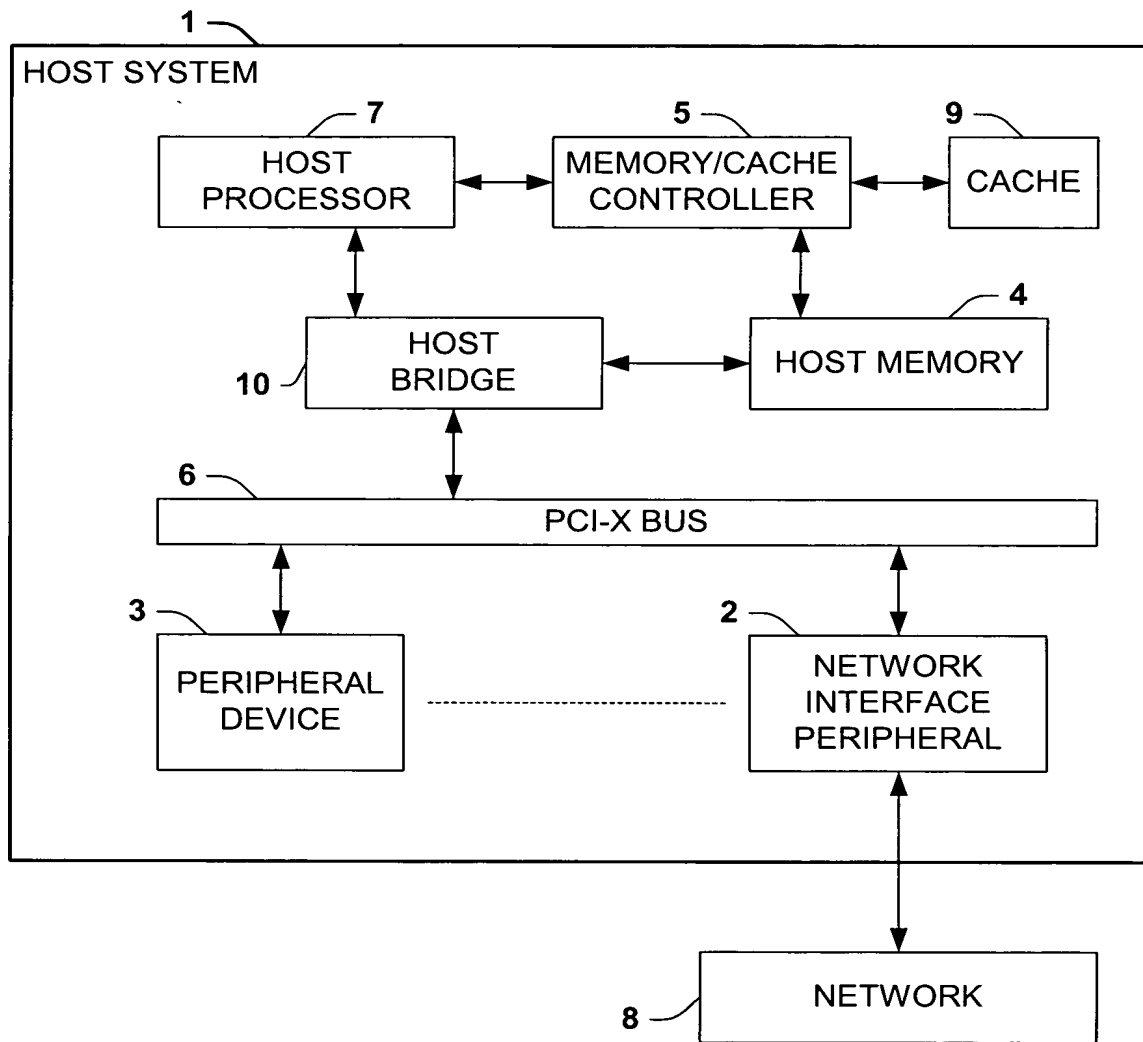 1
HOST SYSTEM
7
5
9
HOST
PROCESSOR
MEMORY/CACHE
CONTROLLER
CACHE
4
HOST
BRIDGE
HOST MEMORY
10
6
PCI-X BUS
3
2
PERIPHERAL
DEVICE
NETWORK
INTERFACE
PERIPHERAL
NETWORK
8